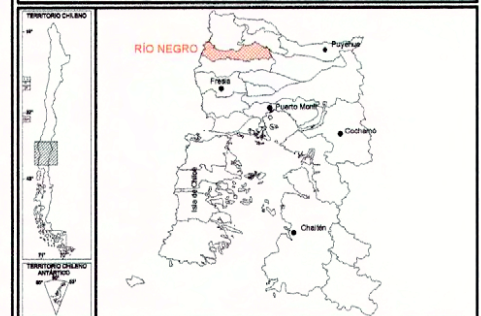 TERRITORIO CHILENO
RÍO NEGRO
Puyehue
Fresia
Puerto Montt
Cochamó
Isla de Chiloé
Chaitén
TERRITORIO CHILENO
ANTÁRTICO